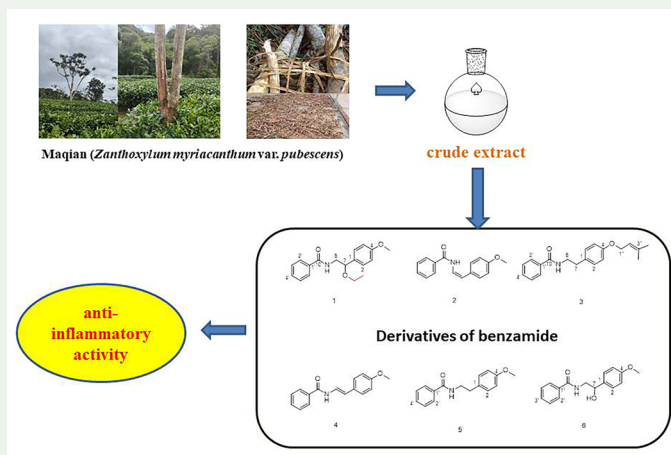 Maqian (Zanthoxylum myriacanthum var. pubescens)
crude extract
anti-
inflammatory
activity
1
2
3
Derivatives of benzamide
4
5
6